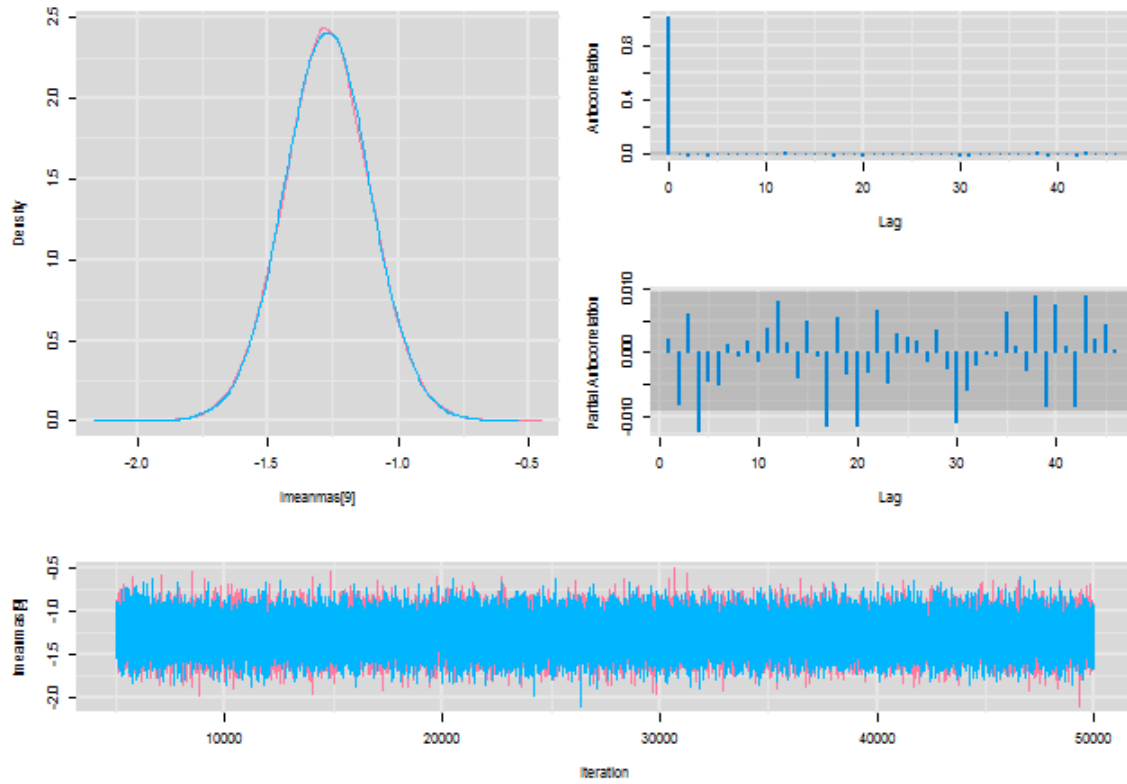 Density
0.0 0.5 1.0 1.5 2.0 2.5
-2.0 -1.5 -1.0 -0.5
lmeanmas[9]
Autocorrelation
0.0 0.4 0.8
0 10 20 30 40
Lag
Partial Autocorrelation
-0.010 0.000 0.010
0 10 20 30 40
Lag
lmeanmas[9]
-2.0 -1.5 -1.0 -0.5
10000 20000 30000 40000 50000
Iteration